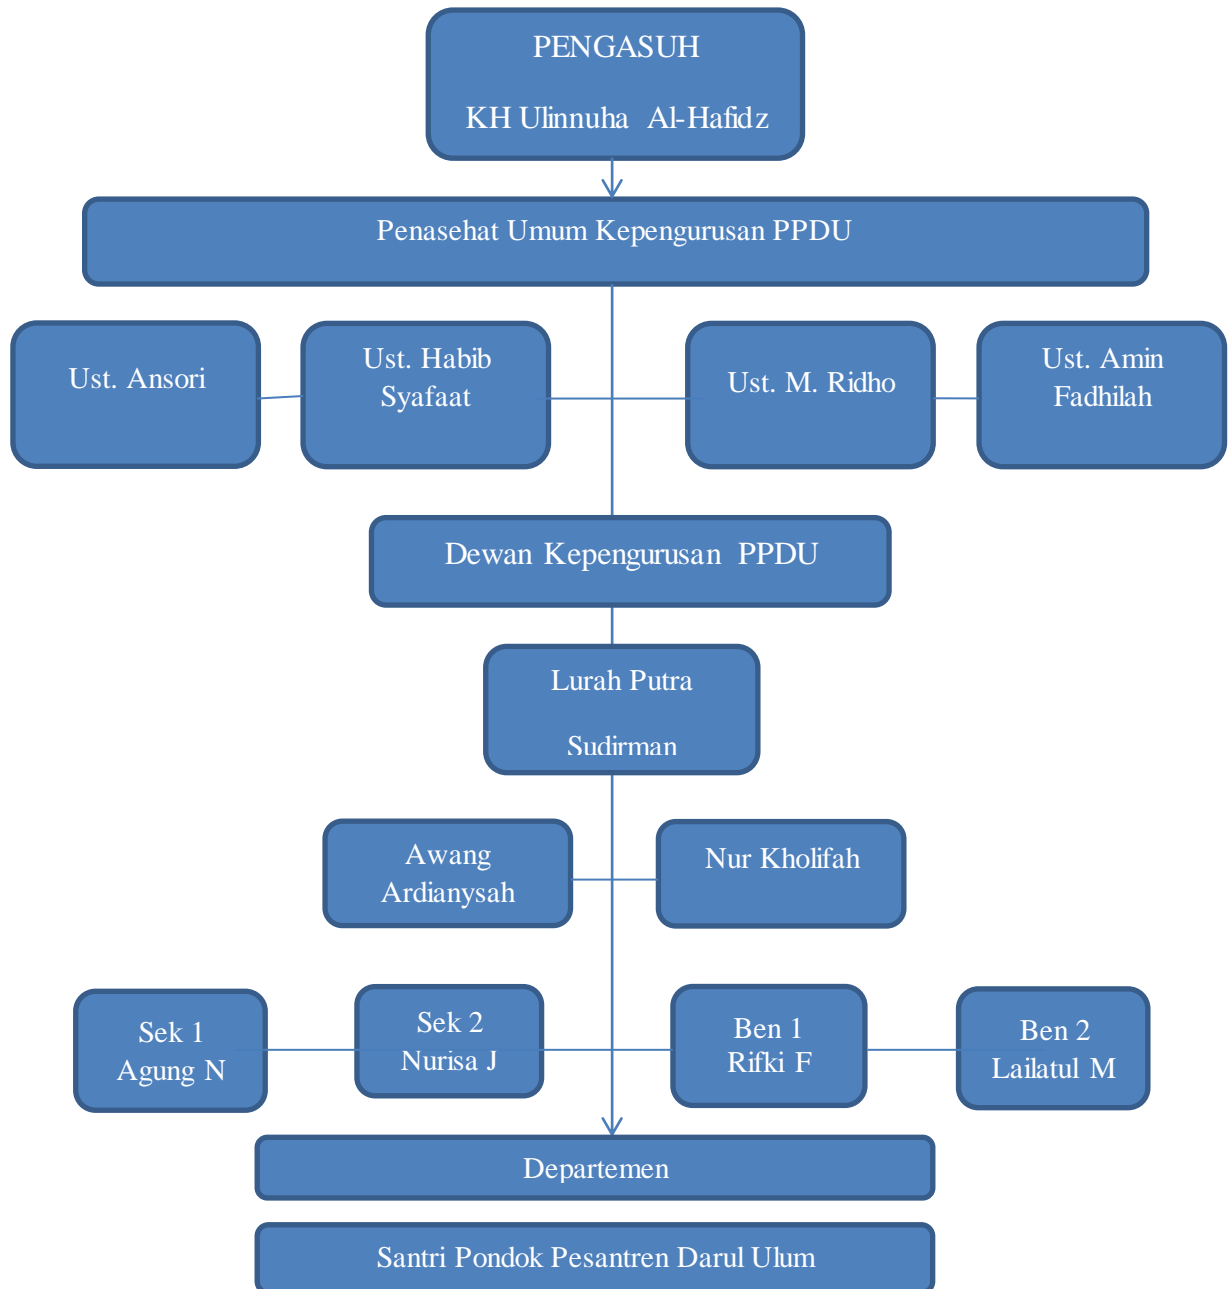 PENGASUH
KH Ulinnuha Al-Hafidz
Penasehat Umum Kepengurusan PPDU
Ust. Ansori
Ust. Habib
Syafaat
Ust. M. Ridho
Ust. Amin
Fadhilah
Dewan Kepengurusan PPDU
Lurah Putra
Sudirman
Awang
Ardianysah
Nur Kholifah
Sek 1
Agung N
Sek 2
Nurisa J
Ben 1
Rifki F
Ben 2
Lailatul M
Departemen
Santri Pondok Pesantren Darul Ulum